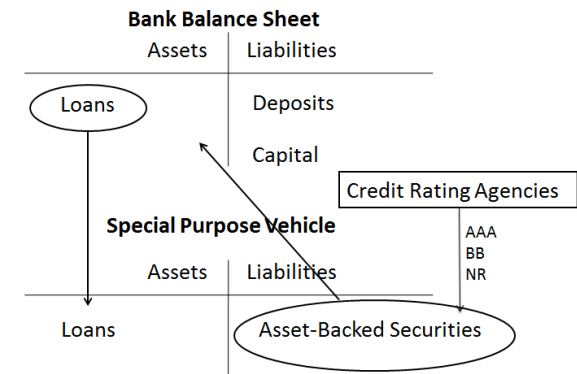 Bank Balance Sheet
Assets Liabilities
Loans Deposits
Capital
Credit Rating Agencies
Special Purpose Vehicle
AAA
BB
NR
Assets Liabilities
Loans Asset-Backed Securities